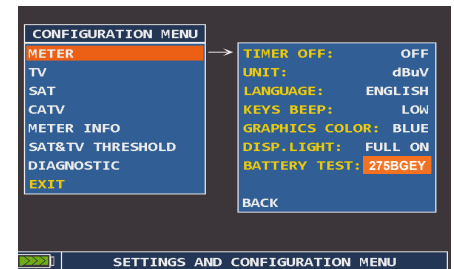 CONFIGURATION MENU
METER
TV
SAT
CATV
METER INFO
SAT&TV THRESHOLD
DIAGNOSTIC
EXIT
TIMER OFF: OFF
UNIT: dBuV
LANGUAGE: ENGLISH
KEYS BEEP: LOW
GRAPHICS COLOR: BLUE
DISP.LIGHT: FULL ON
BATTERY TEST: 275BGEY
BACK
SETTINGS AND CONFIGURATION MENU